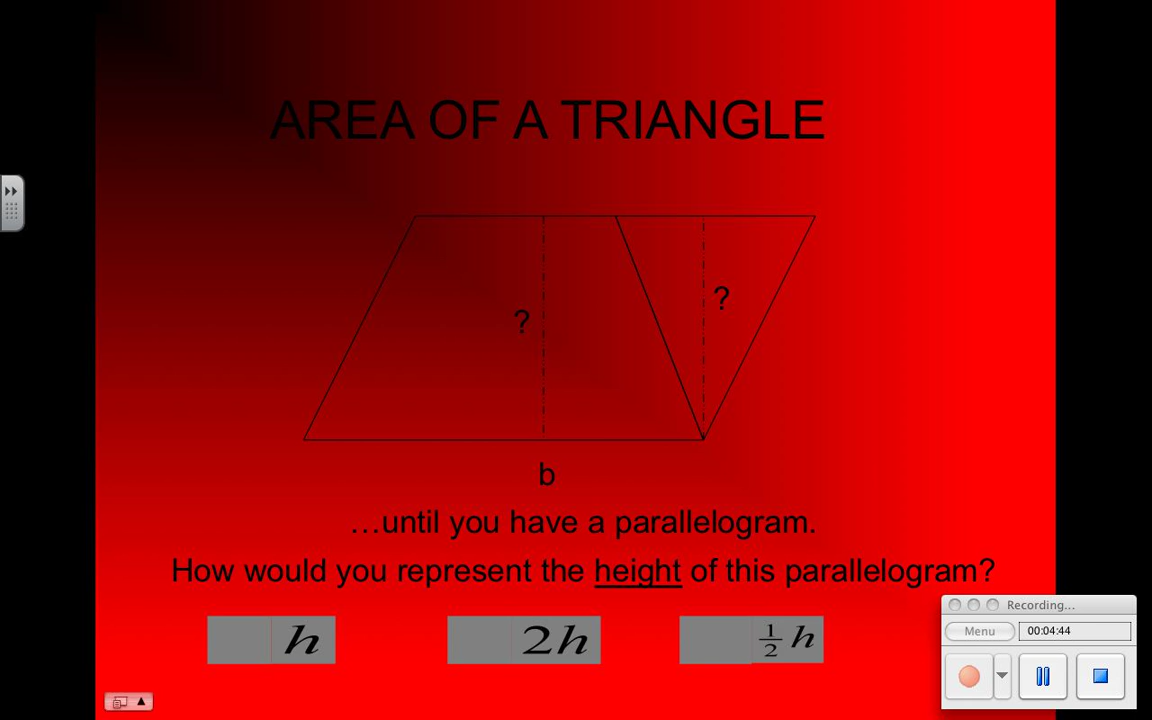 AREA OF A TRIANGLE
?
?
b
…until you have a parallelogram.
How would you represent the height of this parallelogram?
h
2h
½ h
Recording...
Menu
00:04:44